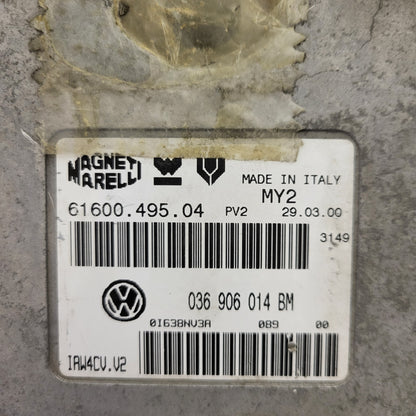 MAGNETI MARELLI
MADE IN ITALY
MY2
61600.495.04 PV2 29.03.00
3149
036 906 014 BM
0I638NV3A 089 00
IAW4CV.V2